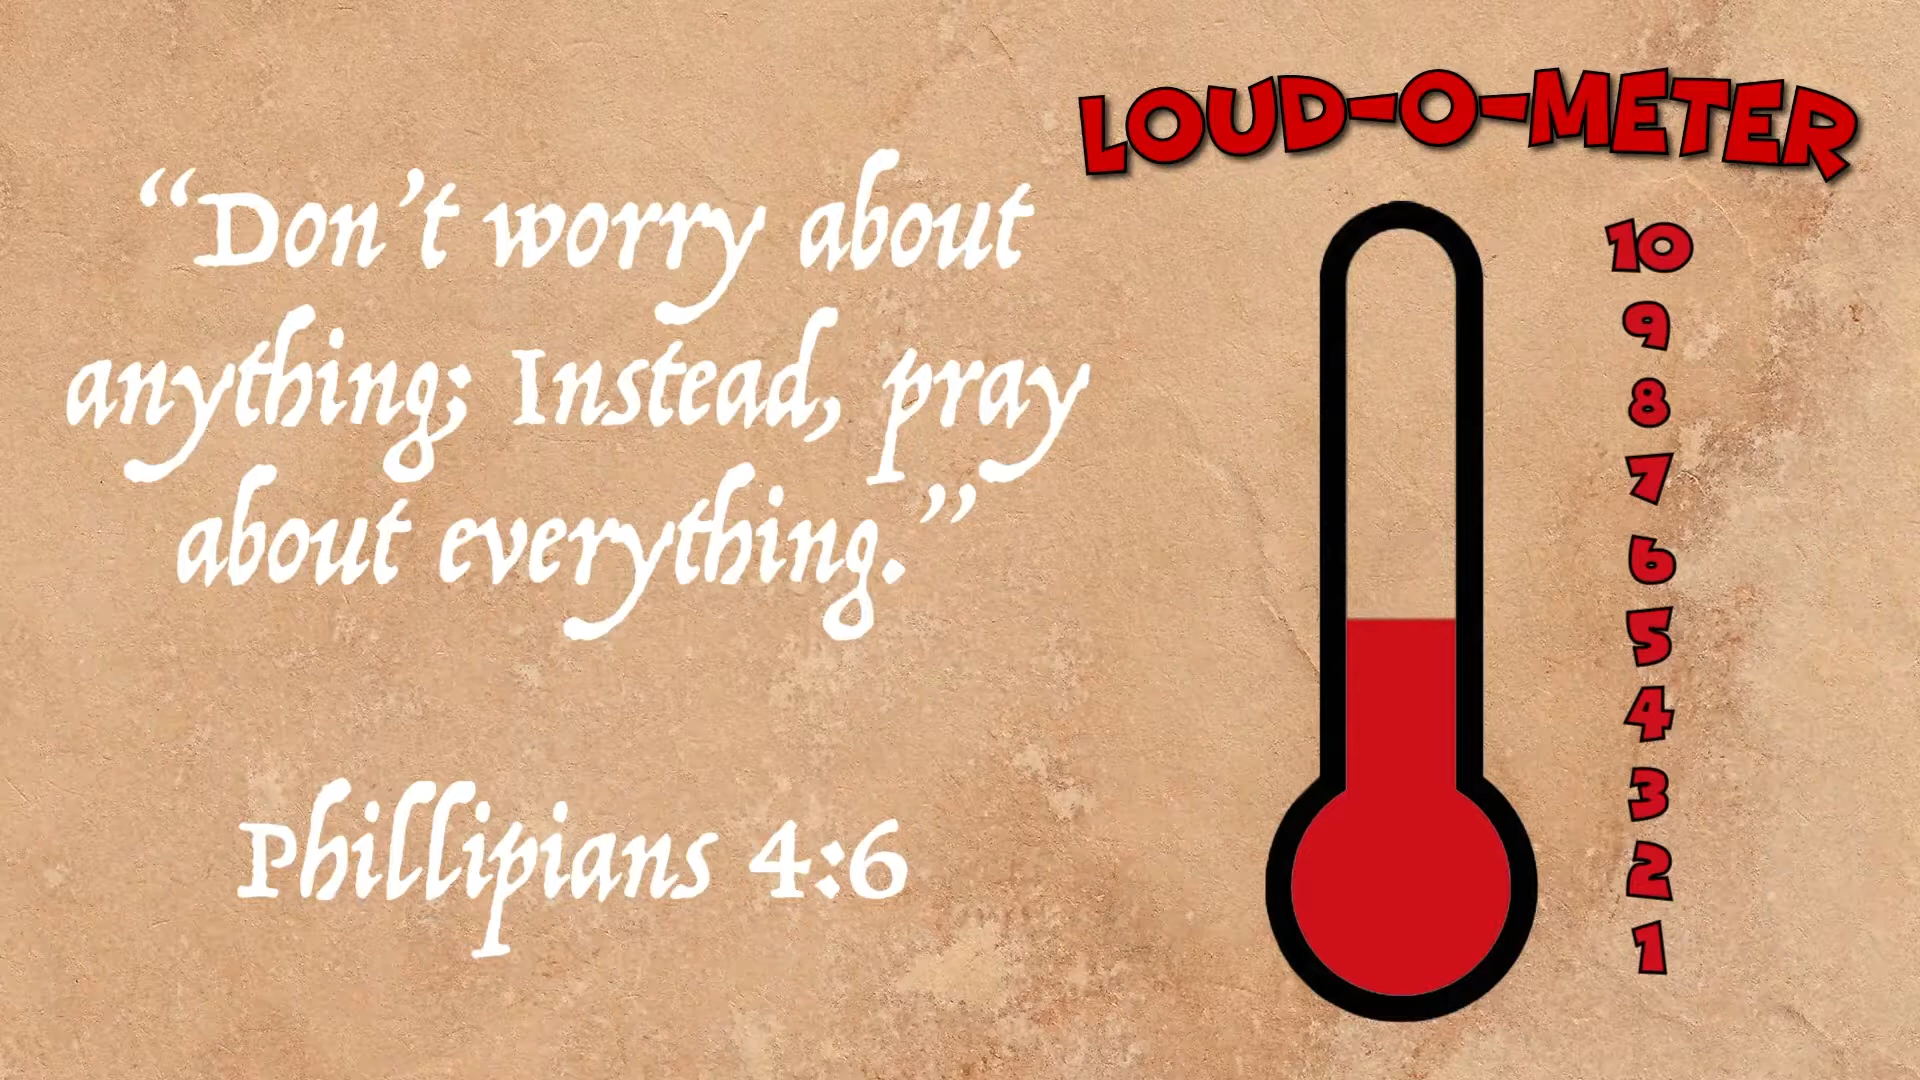 “Don’t worry about
anything; Instead, pray
about everything.”
Phillipians 4:6
LOUD-O-METER
10
9
8
7
6
5
4
3
2
1